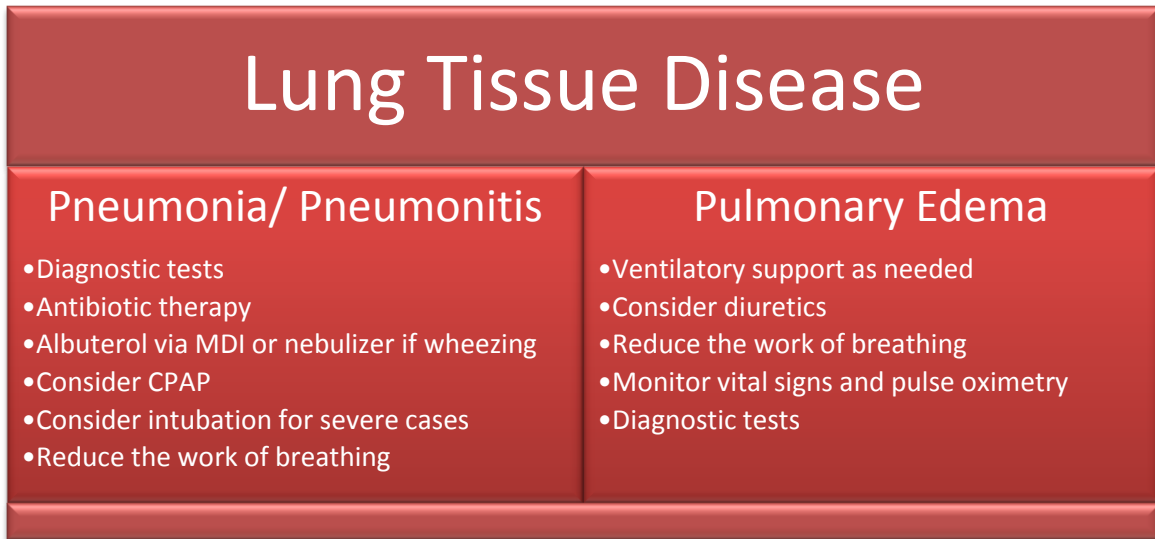 Lung Tissue Disease
Pneumonia/ Pneumonitis
•Diagnostic tests
•Antibiotic therapy
•Albuterol via MDI or nebulizer if wheezing
•Consider CPAP
•Consider intubation for severe cases
•Reduce the work of breathing
Pulmonary Edema
•Ventilatory support as needed
•Consider diuretics
•Reduce the work of breathing
•Monitor vital signs and pulse oximetry
•Diagnostic tests